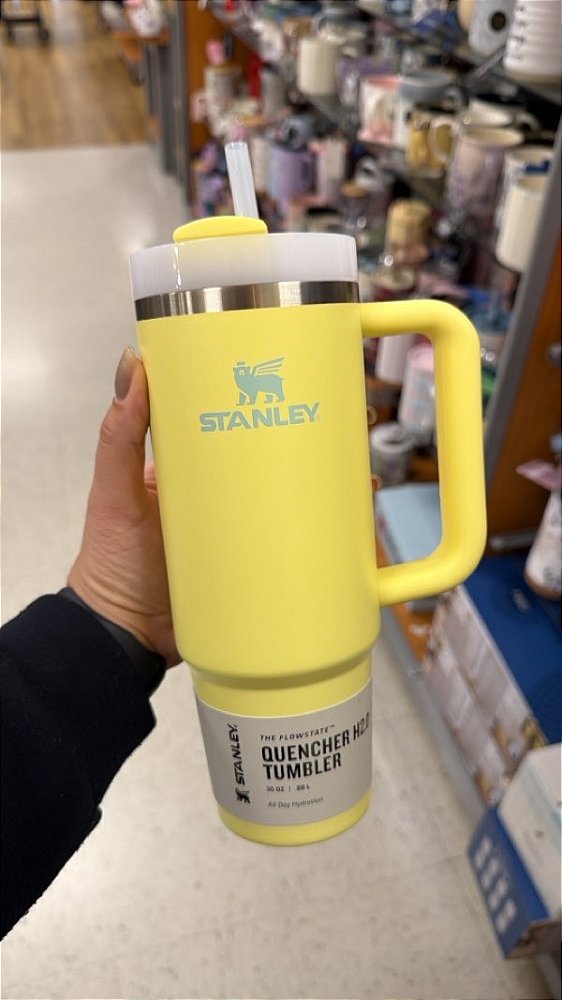 STANLEY
STANLEY.
THE FLOWSTATE™
QUENCHER H2.0
TUMBLER
30 OZ | .88 L
All Day Hydration